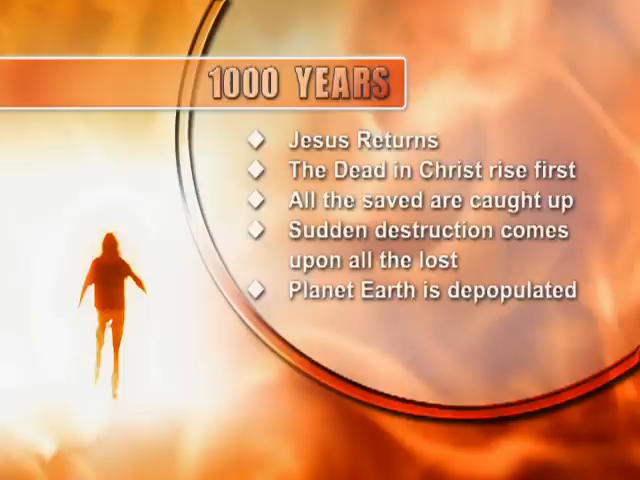 1000 YEARS
Jesus Returns
The Dead in Christ rise first
All the saved are caught up
Sudden destruction comes
upon all the lost
Planet Earth is depopulated